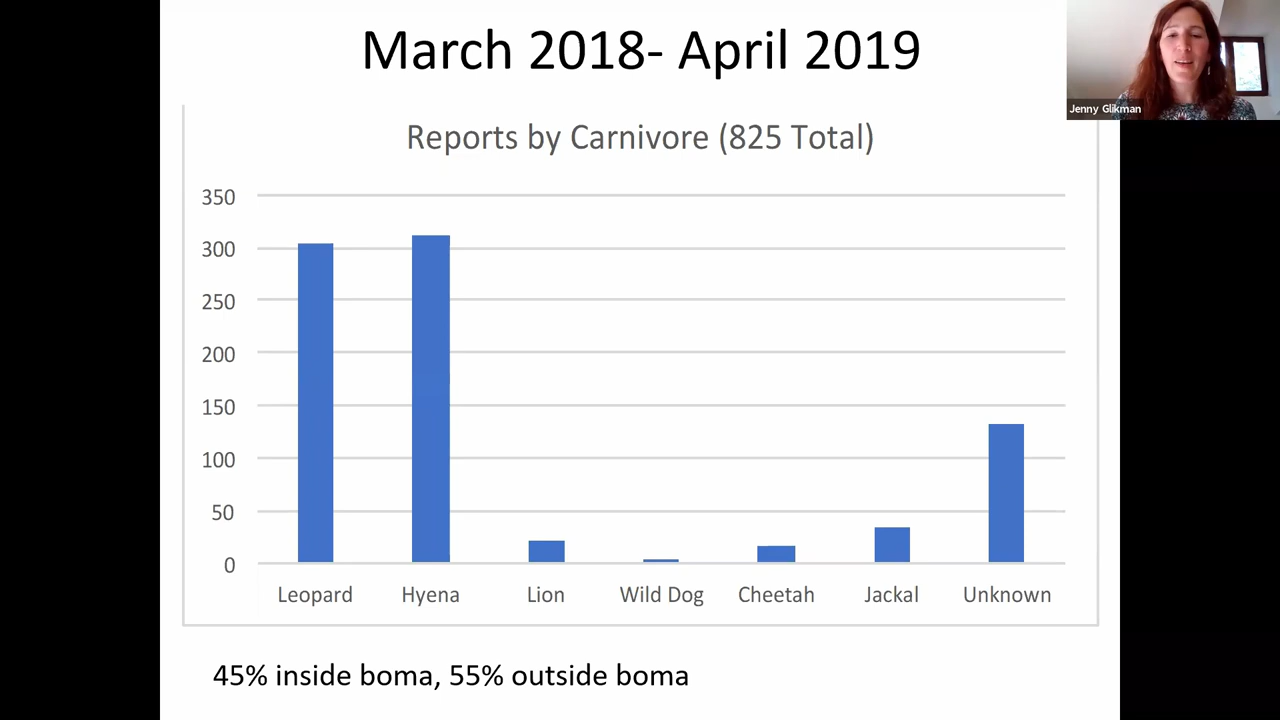 March 2018- April 2019
Jenny Glikman
Reports by Carnivore (825 Total)
350
300
250
200
150
100
50
0
Leopard Hyena Lion Wild Dog Cheetah Jackal Unknown
45% inside boma, 55% outside boma